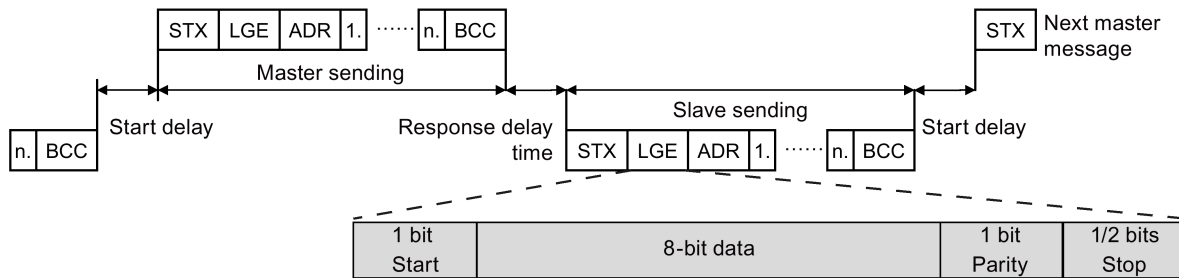 STX LGE ADR 1. ...... n. BCC
STX
Next master
message
Master sending
Slave sending
Start delay
Response delay
time
Start delay
n. BCC
STX LGE ADR 1. ...... n. BCC
1 bit
Start
8-bit data
1 bit
Parity
1/2 bits
Stop